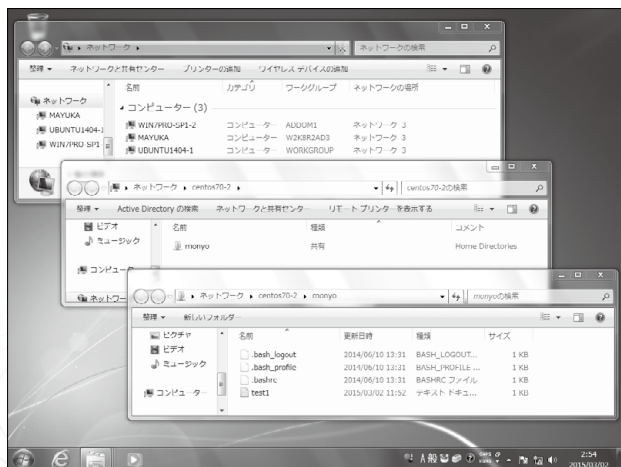 ネットワーク
ネットワークの検索
整理 ネットワークと共有センター プリンターの追加 ワイヤレス デバイスの追加
名前 カテゴリ ワークグループ ネットワークの場所
ネットワーク
MAYUKA
UBUNTU1404-1
WIN7PRO-SP1
コンピューター (3)
WIN7PRO-SP1-2 コンピューター ADDOM1 ネットワーク 3
MAYUKA コンピューター W2K8R2AD3 ネットワーク 3
UBUNTU1404-1 コンピューター WORKGROUP ネットワーク 3
ネットワーク centos70-2
centos70-2の検索
整理 Active Directory の検索 ネットワークと共有センター リモート プリンターを表示する
ビデオ
ミュージック
コンピュータ
ネットワー
名前 種類 コメント
monyo 共有 Home Directories
ネットワーク centos70-2 monyo
monyoの検索
整理 新しいフォルダー
ピクチャ
ビデオ
ミュージック
コンピューター
名前 更新日時 種類 サイズ
.bash_logout 2014/06/10 13:31 BASH_LOGOUT... 1 KB
.bash_profile 2014/06/10 13:31 BASH_PROFILE ... 1 KB
.bashrc 2014/06/10 13:31 BASHRC ファイル 1 KB
test1 2015/03/02 11:52 テキスト ドキュ... 1 KB
A 般
CAPS
KANA
2:54
2015/03/02